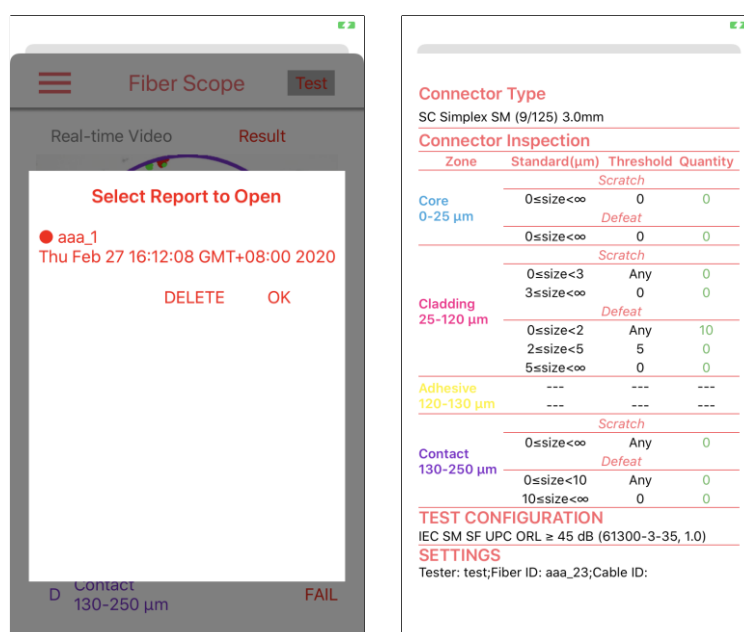 Fiber Scope
Test
Real-time Video
Result
Select Report to Open
aaa_1
Thu Feb 27 16:12:08 GMT+08:00 2020
DELETE
OK
D
Contact
130-250 µm
FAIL
Connector Type
SC Simplex SM (9/125) 3.0mm
Connector Inspection
Zone Standard(µm) Threshold Quantity
Core
0-25 µm
Scratch
0≤size<∞ 0 0
Defeat
0≤size<∞ 0 0
Cladding
25-120 µm
Scratch
0≤size<3 Any 0
3≤size<∞ 0 0
Defeat
0≤size<2 Any 10
2≤size<5 5 0
5≤size<∞ 0 0
Adhesive
120-130 µm
--- --- ---
--- --- ---
Contact
130-250 µm
Scratch
0≤size<∞ Any 0
Defeat
0≤size<10 Any 0
10≤size<∞ 0 0
TEST CONFIGURATION
IEC SM SF UPC ORL ≥ 45 dB (61300-3-35, 1.0)
SETTINGS
Tester: test;Fiber ID: aaa_23;Cable ID: